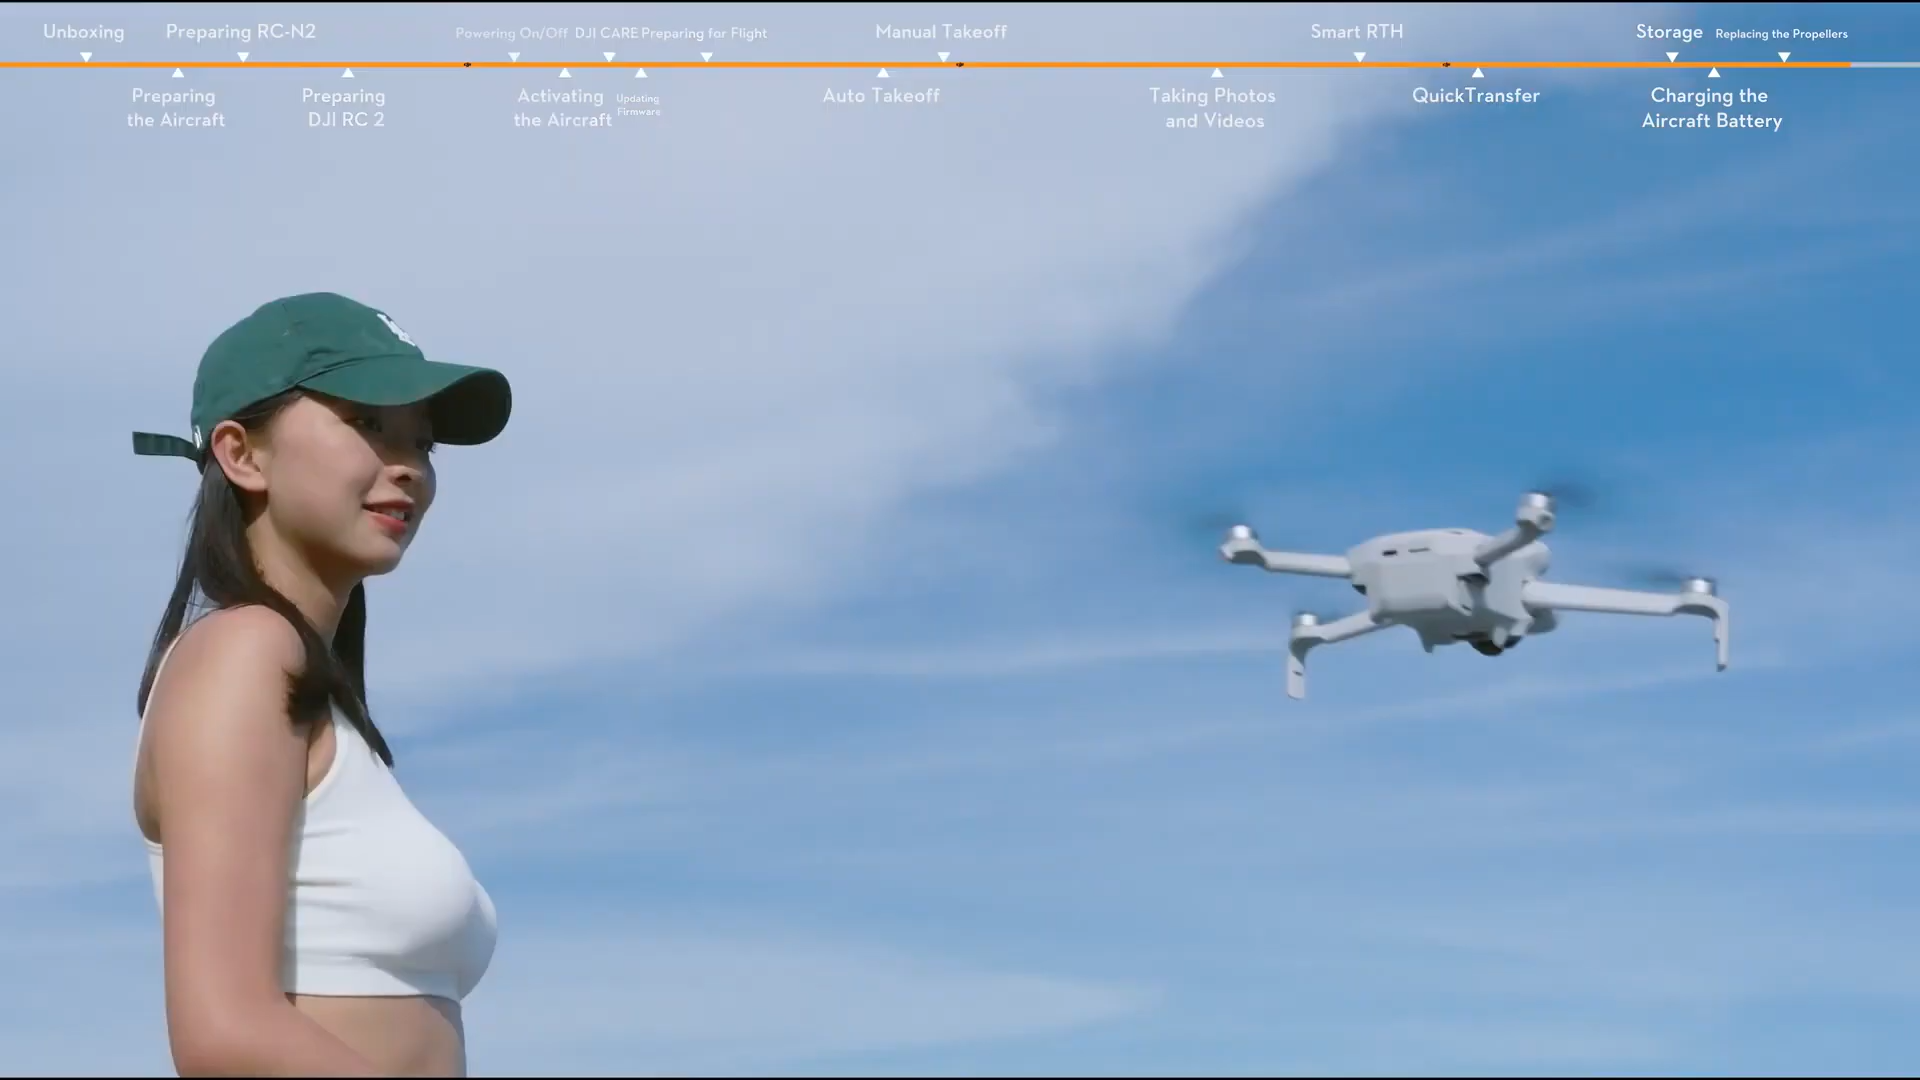 Unboxing
Preparing RC-N2
Powering On/Off
DJI CARE
Preparing for Flight
Manual Takeoff
Smart RTH
Storage
Replacing the Propellers
Preparing
the Aircraft
Preparing
DJI RC 2
Activating
the Aircraft
Updating
Firmware
Auto Takeoff
Taking Photos
and Videos
QuickTransfer
Charging the
Aircraft Battery